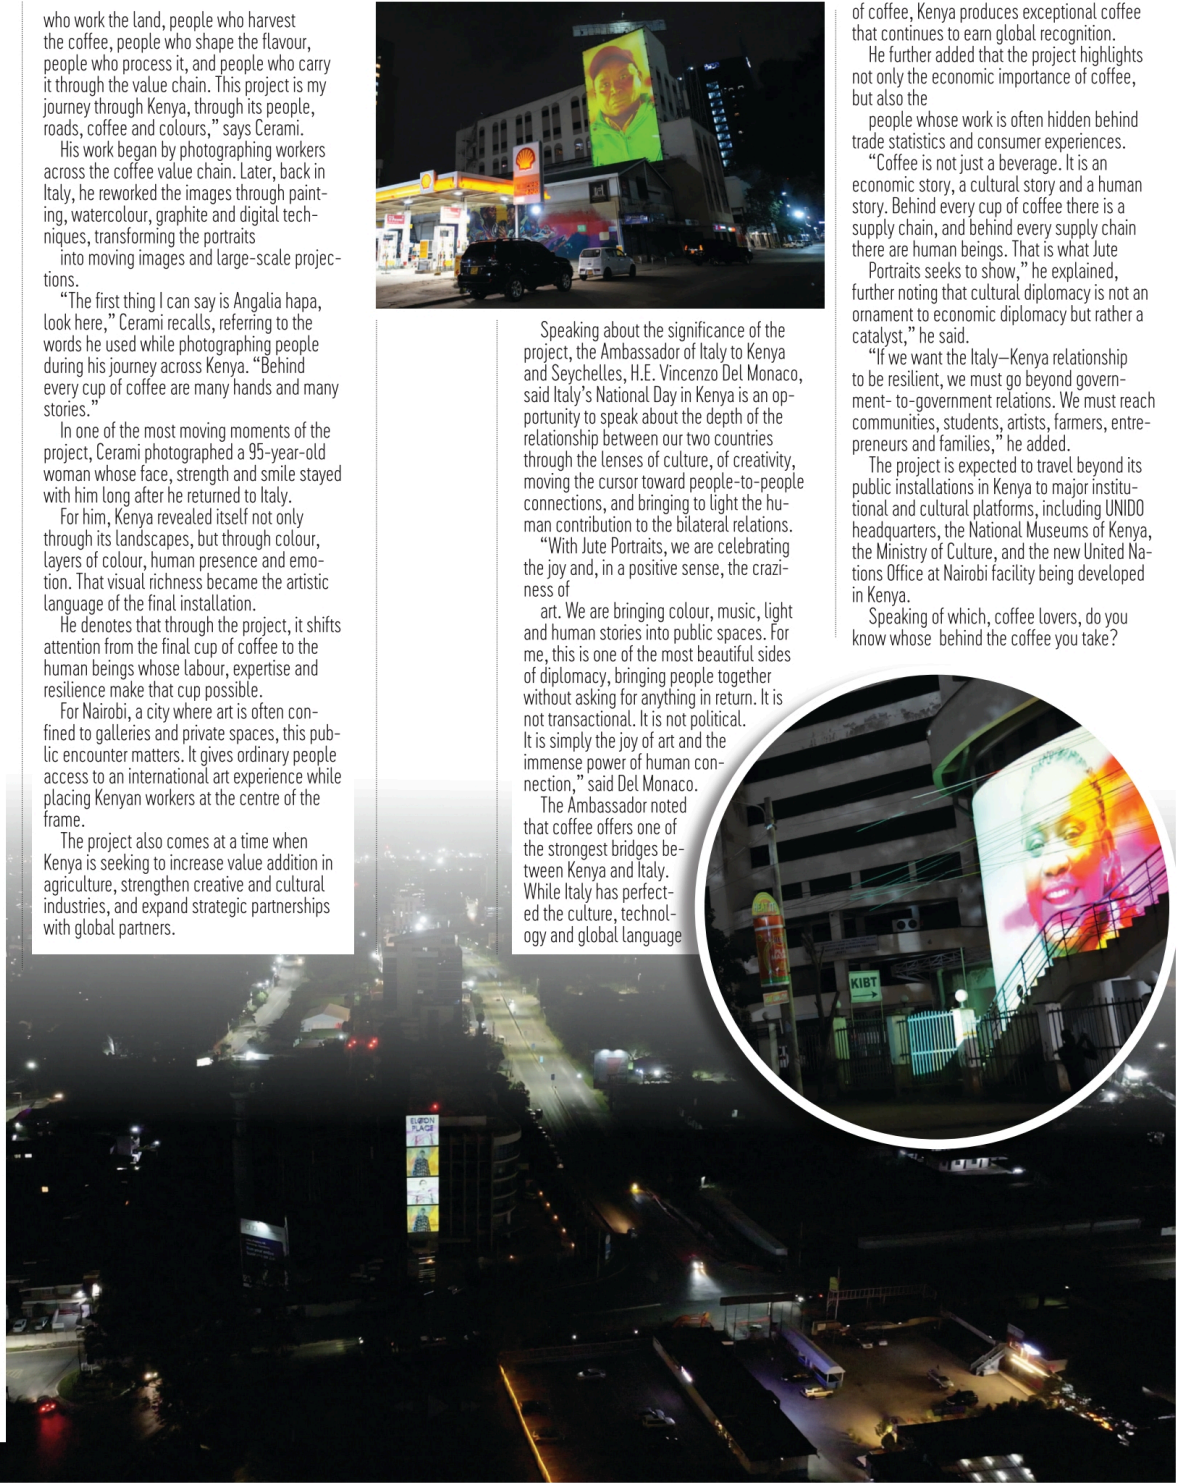 who work the land, people who harvest
the coffee, people who shape the flavour,
people who process it, and people who carry
it through the value chain. This project is my
journey through Kenya, through its people,
roads, coffee and colours,” says Cerami.
His work began by photographing workers
across the coffee value chain. Later, back in
Italy, he reworked the images through paint-
ing, watercolour, graphite and digital tech-
niques, transforming the portraits
into moving images and large-scale projec-
tions.
“The first thing I can say is Angalia hapa,
look here,” Cerami recalls, referring to the
words he used while photographing people
during his journey across Kenya. “Behind
every cup of coffee are many hands and many
stories.”
In one of the most moving moments of the
project, Cerami photographed a 95-year-old
woman whose face, strength and smile stayed
with him long after he returned to Italy.
For him, Kenya revealed itself not only
through its landscapes, but through colour,
layers of colour, human presence and emo-
tion. That visual richness became the artistic
language of the final installation.
He denotes that through the project, it shifts
attention from the final cup of coffee to the
human beings whose labour, expertise and
resilience make that cup possible.
For Nairobi, a city where art is often con-
fined to galleries and private spaces, this pub-
lic encounter matters. It gives ordinary people
access to an international art experience while
placing Kenyan workers at the centre of the
frame.
The project also comes at a time when
Kenya is seeking to increase value addition in
agriculture, strengthen creative and cultural
industries, and expand strategic partnerships
with global partners.
Speaking about the significance of the
project, the Ambassador of Italy to Kenya
and Seychelles, H.E. Vincenzo Del Monaco,
said Italy’s National Day in Kenya is an op-
portunity to speak about the depth of the
relationship between our two countries
through the lenses of culture, of creativity,
moving the cursor toward people-to-people
connections, and bringing to light the hu-
man contribution to the bilateral relations.
“With Jute Portraits, we are celebrating
the joy and, in a positive sense, the crazi-
ness of
art. We are bringing colour, music, light
and human stories into public spaces. For
me, this is one of the most beautiful sides
of diplomacy, bringing people together
without asking for anything in return. It is
not transactional. It is not political.
It is simply the joy of art and the
immense power of human con-
nection,” said Del Monaco.
The Ambassador noted
that coffee offers one of
the strongest bridges be-
tween Kenya and Italy.
While Italy has perfect-
ed the culture, technol-
ogy and global language
of coffee, Kenya produces exceptional coffee
that continues to earn global recognition.
He further added that the project highlights
not only the economic importance of coffee,
but also the
people whose work is often hidden behind
trade statistics and consumer experiences.
“Coffee is not just a beverage. It is an
economic story, a cultural story and a human
story. Behind every cup of coffee there is a
supply chain, and behind every supply chain
there are human beings. That is what Jute
Portraits seeks to show,” he explained,
further noting that cultural diplomacy is not an
ornament to economic diplomacy but rather a
catalyst,” he said.
“If we want the Italy–Kenya relationship
to be resilient, we must go beyond govern-
ment- to-government relations. We must reach
communities, students, artists, farmers, entre-
preneurs and families,” he added.
The project is expected to travel beyond its
public installations in Kenya to major institu-
tional and cultural platforms, including UNIDO
headquarters, the National Museums of Kenya,
the Ministry of Culture, and the new United Na-
tions Office at Nairobi facility being developed
in Kenya.
Speaking of which, coffee lovers, do you
know whose behind the coffee you take?
KIBT
ELGON
PLACE